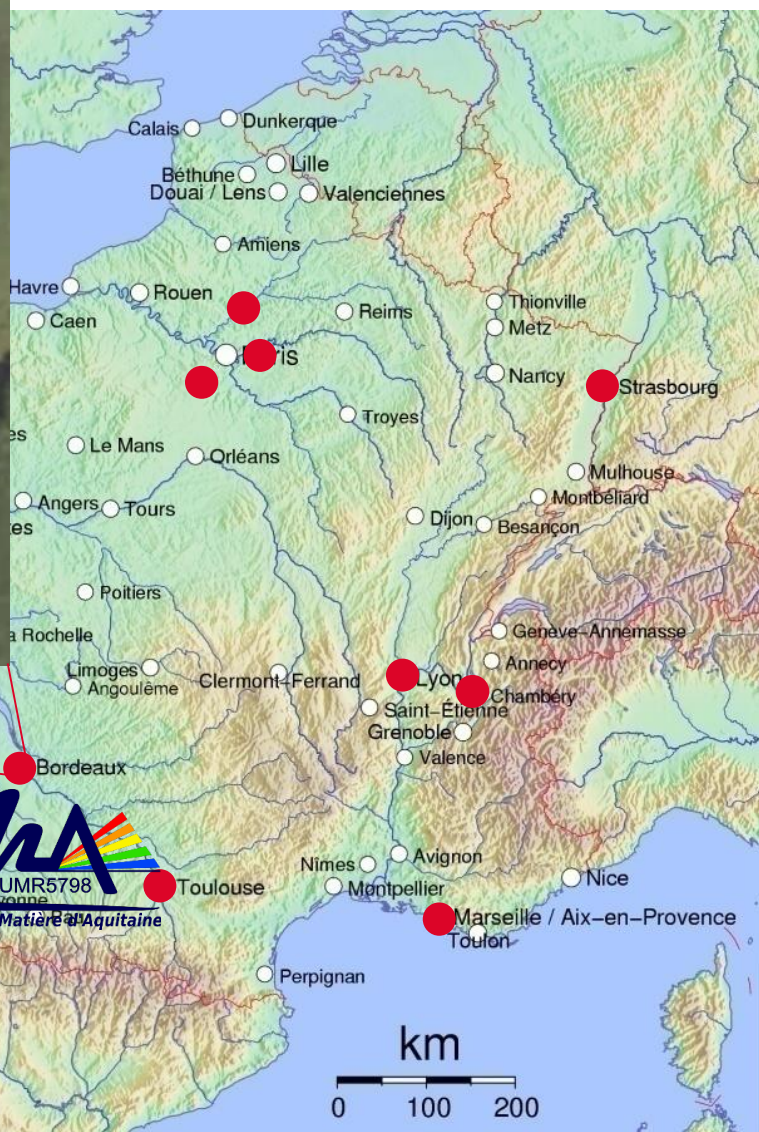 Calais
Dunkerque
Lille
Béthune
Douai / Lens
Valenciennes
Amiens
Havre
Rouen
Thionville
Caen
Reims
Metz
Nancy
Strasbourg
Troyes
es
Le Mans
Orléans
Mulhouse
Montbéliard
Angers
Tours
Dijon
Besançon
tes
Poitiers
a Rochelle
Genève-Annemasse
Limoges
Annecy
Angoulême
Clermont-Ferrand
Lyon
Chambéry
Saint-Étienne
Grenoble
Bordeaux
Valence
Avignon
Nîmes
UMR5798
Toulouse
Montpellier
Nice
Matière d'Aquitaine
Marseille / Aix-en-Provence
Toulon
Perpignan
km
0 100 200